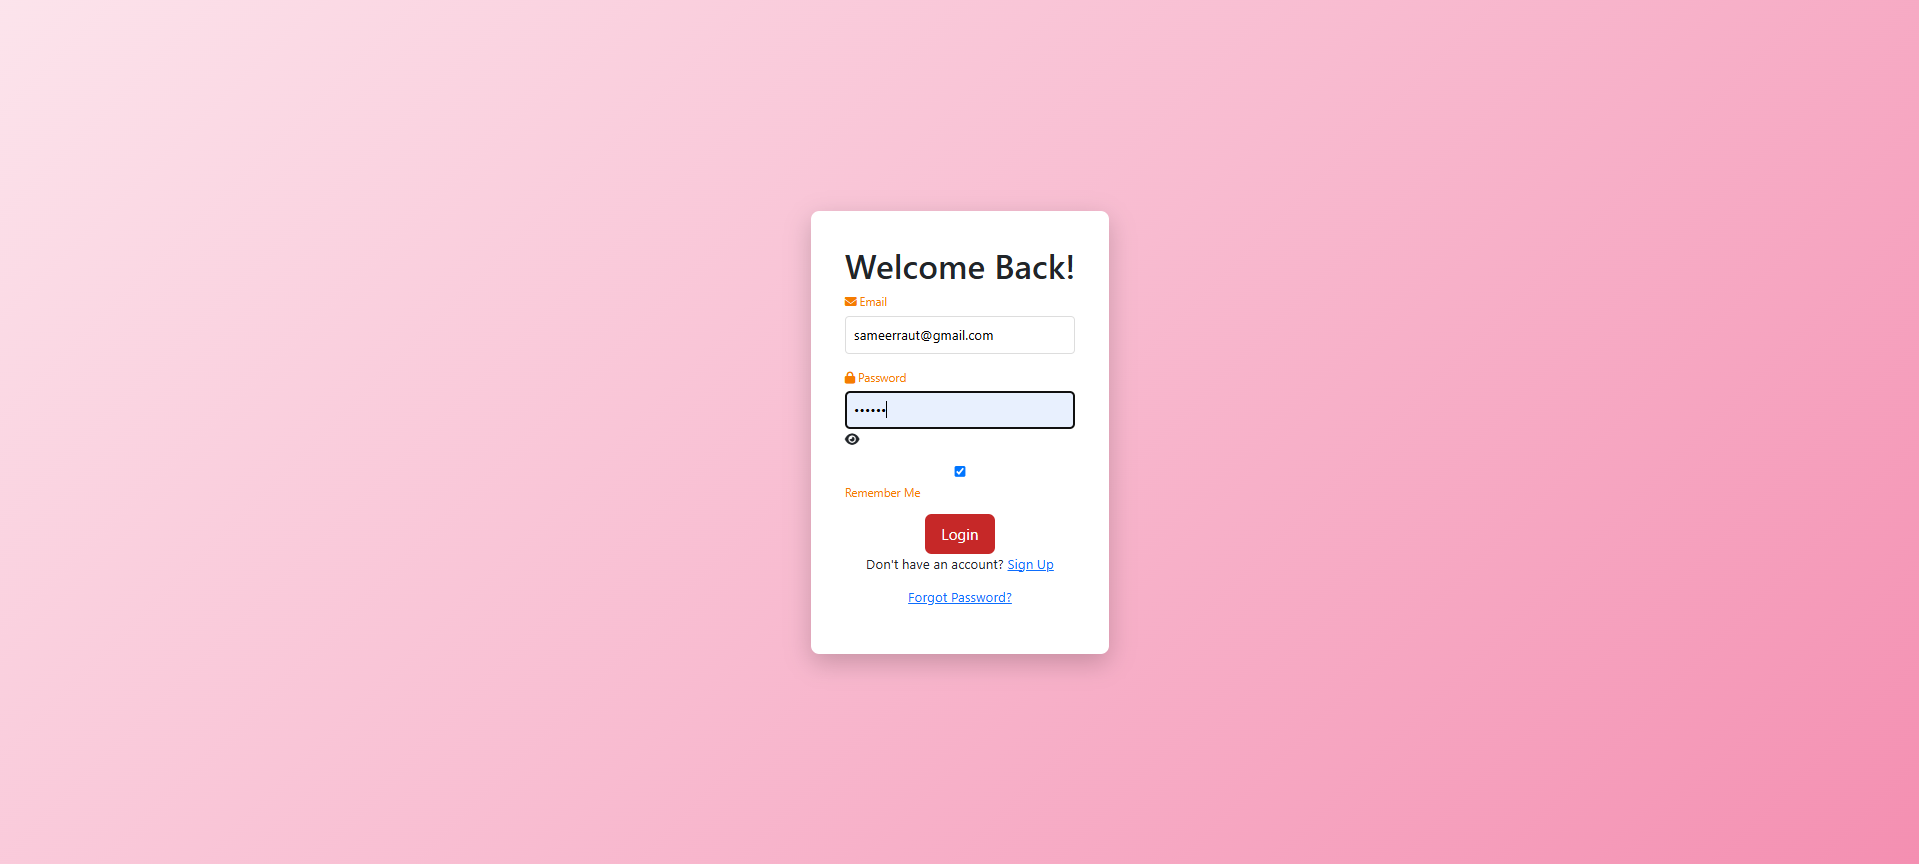 Welcome Back!
Email
sameerraut@gmail.com
Password
••••••
Remember Me
Login
Don't have an account? Sign Up
Forgot Password?